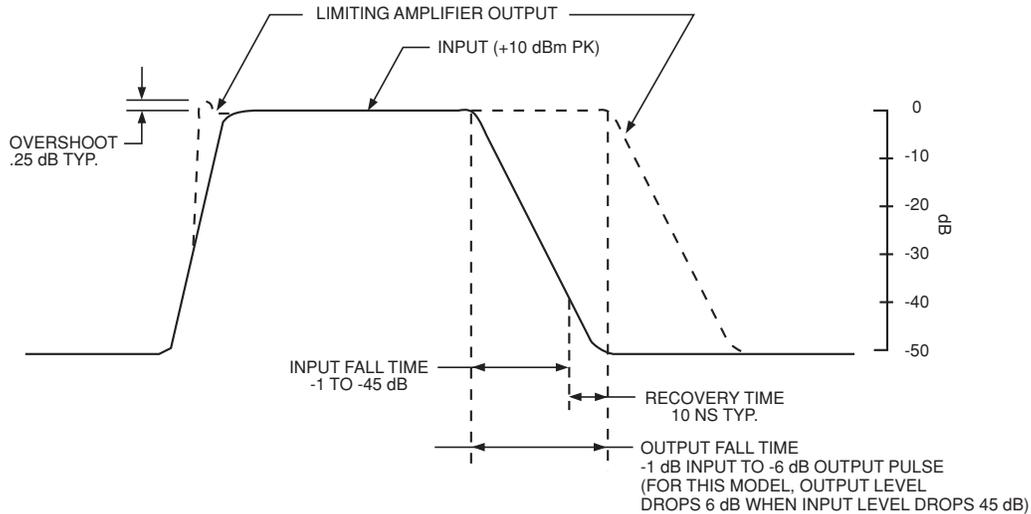 LIMITING AMPLIFIER OUTPUT
INPUT (+10 dBm PK)
OVERSHOOT
.25 dB TYP.
0
-10
-20
-30
-40
-50
dB
INPUT FALL TIME
-1 TO -45 dB
RECOVERY TIME
10 NS TYP.
OUTPUT FALL TIME
-1 dB INPUT TO -6 dB OUTPUT PULSE
(FOR THIS MODEL, OUTPUT LEVEL
DROPS 6 dB WHEN INPUT LEVEL DROPS 45 dB)